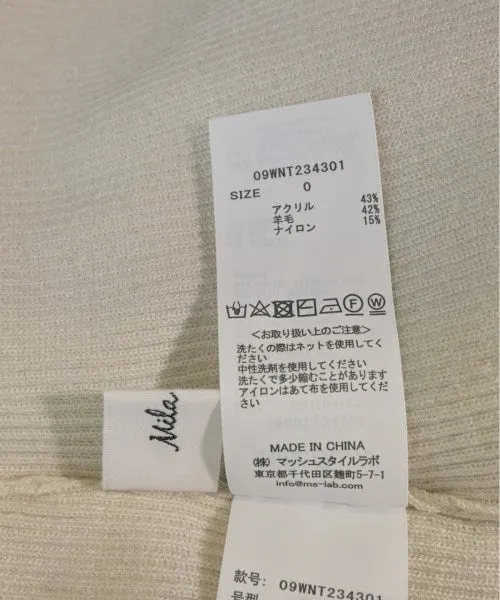 09WNT234301
SIZE 0
アクリル 43%
羊毛 42%
ナイロン 15%
<お取り扱い上のご注意>
洗たくの際はネットを使用してく
ださい
中性洗剤を使用してください
洗たくで多少縮むことがあります
アイロンはあて布を使用してくだ
さい
MADE IN CHINA
(株) マッシュスタイルラボ
東京都千代田区麹町5-7-1
info@ms-lab.com
Mila
款号: 09WNT234301
号型